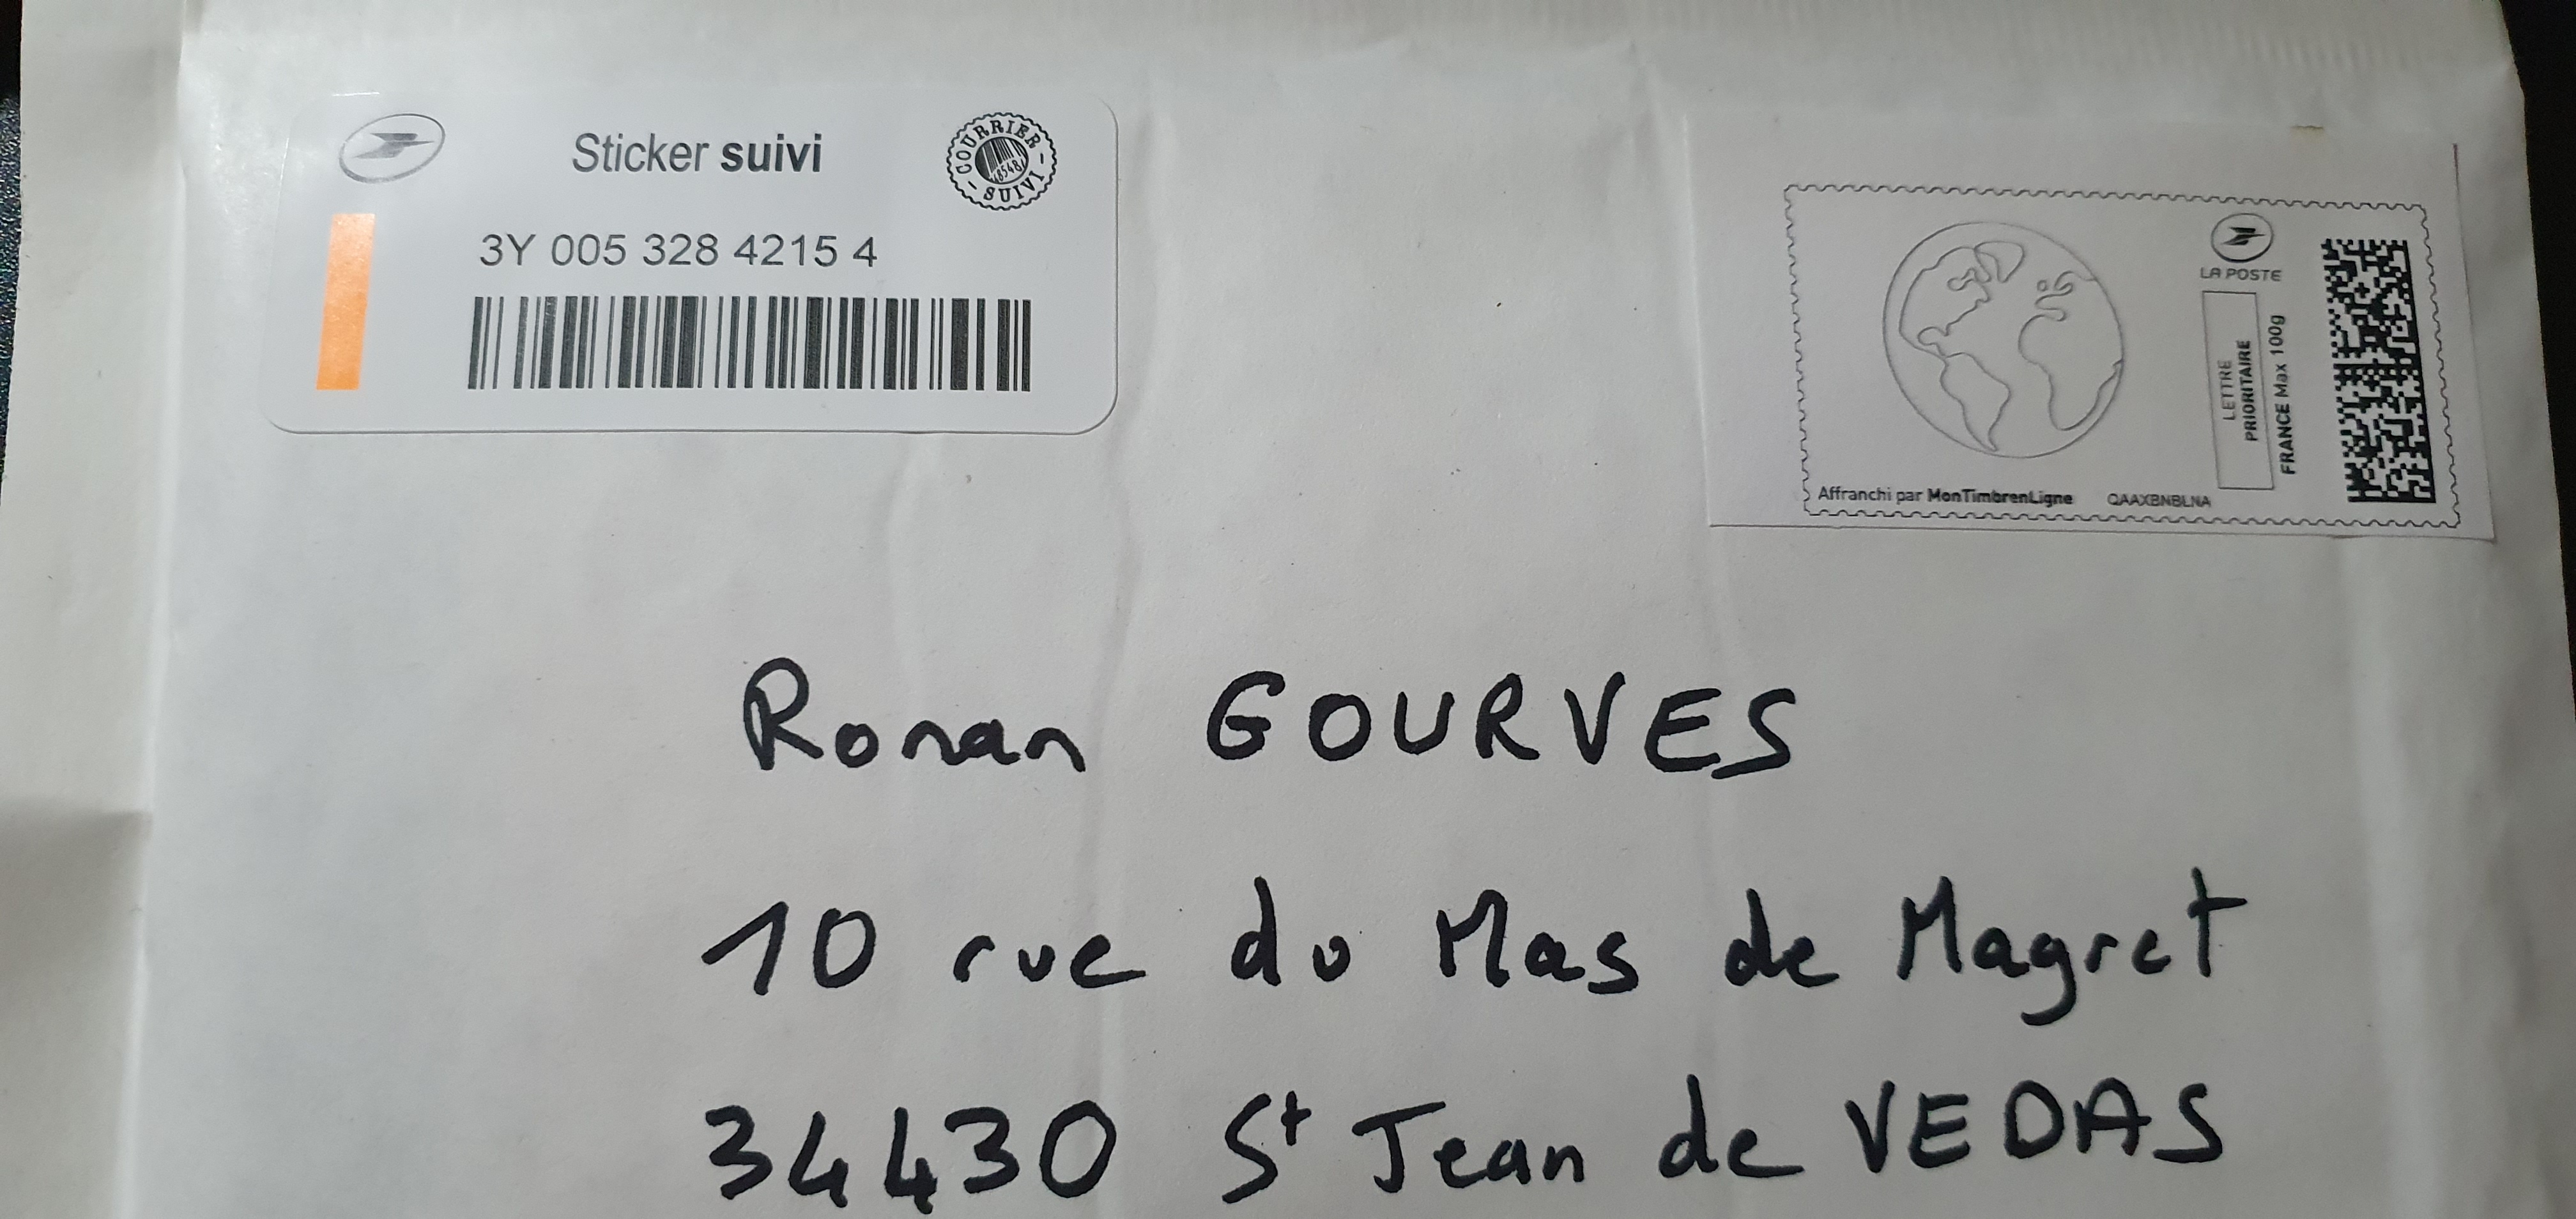 Sticker suivi
COURRIER
SUIVI
3Y 005 328 4215 4
LA POSTE
LETTRE
PRIORITAIRE
FRANCE Max 100g
Affranchi par MonTimbrenLigne QAAXBNBLNA
Ronan GOURVES
10 rue du Mas de Magret
34430 St Jean de VEDAS